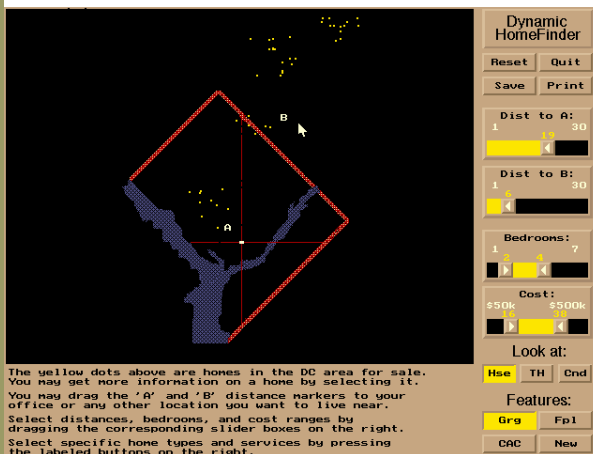 Dynamic
HomeFinder
Reset Quit
Save Print
Dist to A:
1 30
19
B
Dist to B:
1 30
6
A
Bedrooms:
1 7
2 4
Cost:
$50k $500k
16 38
Look at:
Hse TH Cnd
Features:
Grg Fpl
CAC New
The yellow dots above are homes in the DC area for sale.
You may get more information on a home by selecting it.
You may drag the 'A' and 'B' distance markers to your
office or any other location you want to live near.
Select distances, bedrooms, and cost ranges by
dragging the corresponding slider boxes on the right.
Select specific home types and services by pressing
the labeled buttons on the right.